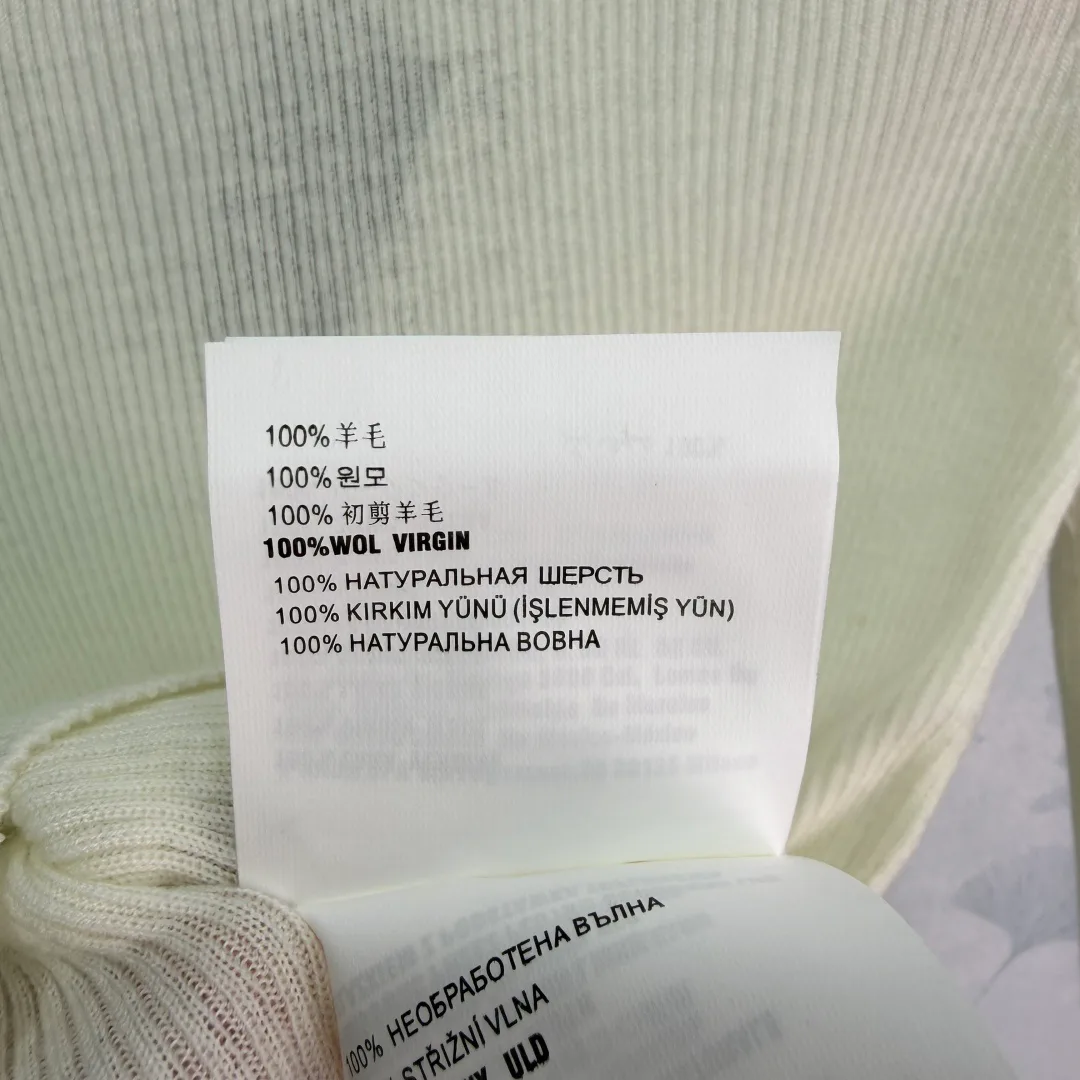 100%羊毛
100%원모
100% 初剪羊毛
100%WOL VIRGIN
100% НАТУРАЛЬНАЯ ШЕРСТЬ
100% KIRKIM YÜNÜ (İŞLENMEMİŞ YÜN)
100% НАТУРАЛЬНА ВОВНА
100% НЕОБРАБОТЕНА ВЪЛНА
STŘIŽNÍ VLNA
ULD